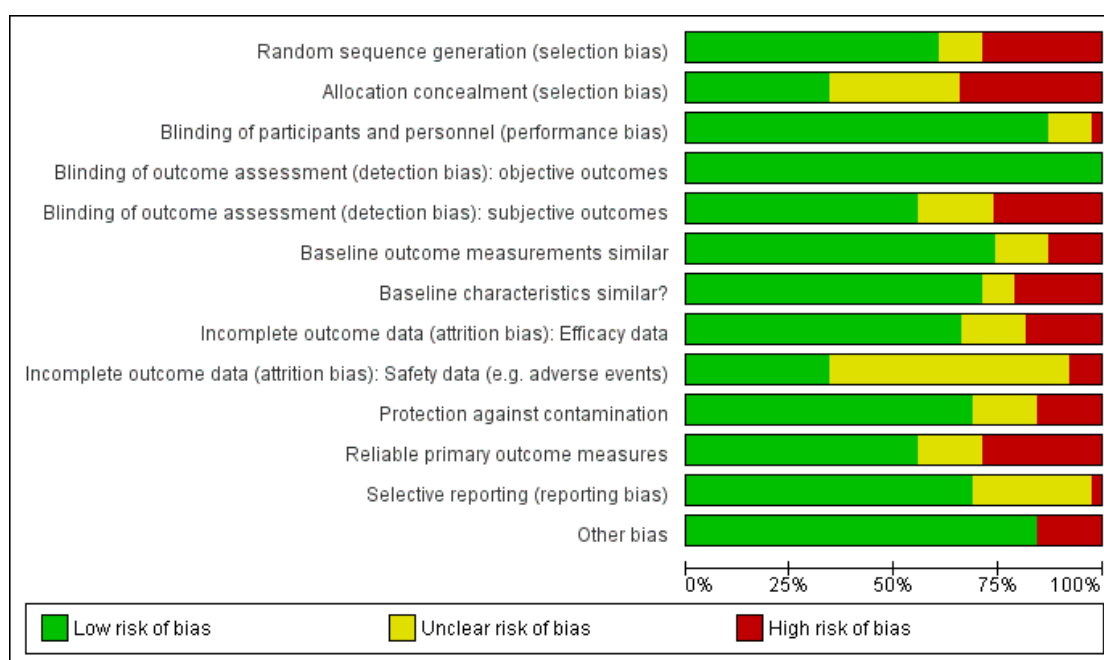 Random sequence generation (selection bias)
Allocation concealment (selection bias)
Blinding of participants and personnel (performance bias)
Blinding of outcome assessment (detection bias): objective outcomes
Blinding of outcome assessment (detection bias): subjective outcomes
Baseline outcome measurements similar
Baseline characteristics similar?
Incomplete outcome data (attrition bias): Efficacy data
Incomplete outcome data (attrition bias): Safety data (e.g. adverse events)
Protection against contamination
Reliable primary outcome measures
Selective reporting (reporting bias)
Other bias
0% 25% 50% 75% 100%
Low risk of bias Unclear risk of bias High risk of bias